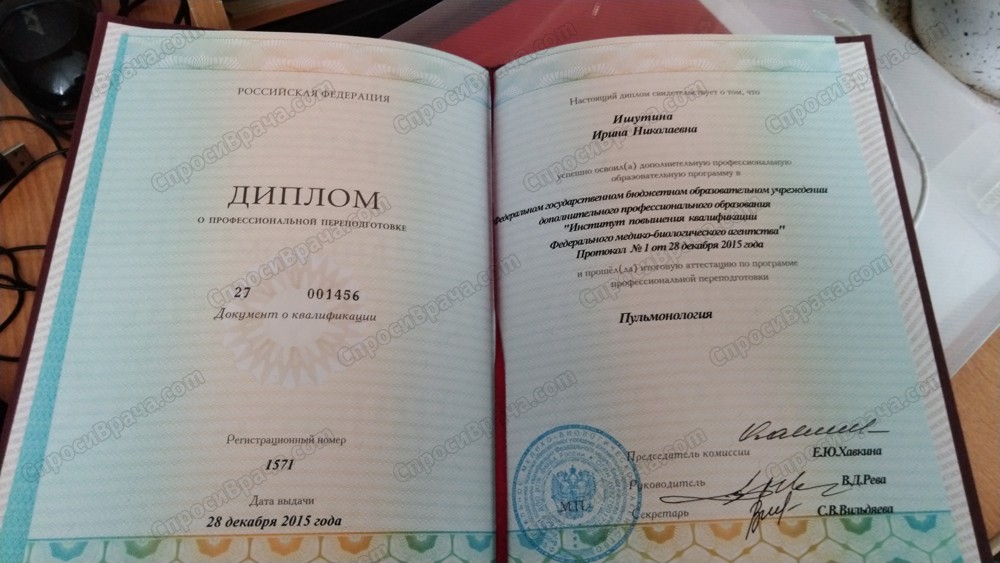 РОССИЙСКАЯ ФЕДЕРАЦИЯ
ДИПЛОМ
О ПРОФЕССИОНАЛЬНОЙ ПЕРЕПОДГОТОВКЕ
27 001456
Документ о квалификации
Регистрационный номер
1571
Дата выдачи
28 декабря 2015 года
Настоящий диплом свидетельствует о том, что
Ишутина
Ирина Николаевна
успешно освоил(а) дополнительную профессиональную
образовательную программу в
Федеральном государственном бюджетном образовательном учреждении
дополнительного профессионального образования
"Институт повышения квалификации
Федерального медико-биологического агентства"
Протокол № 1 от 28 декабря 2015 года
и прошёл(ла) итоговую аттестацию по программе
профессиональной переподготовки
Пульмонология
Председатель комиссии Е.Ю.Хавкина
Руководитель В.Д.Рева
М.П.
Секретарь С.В.Вильдяева
СпросиВрача.com